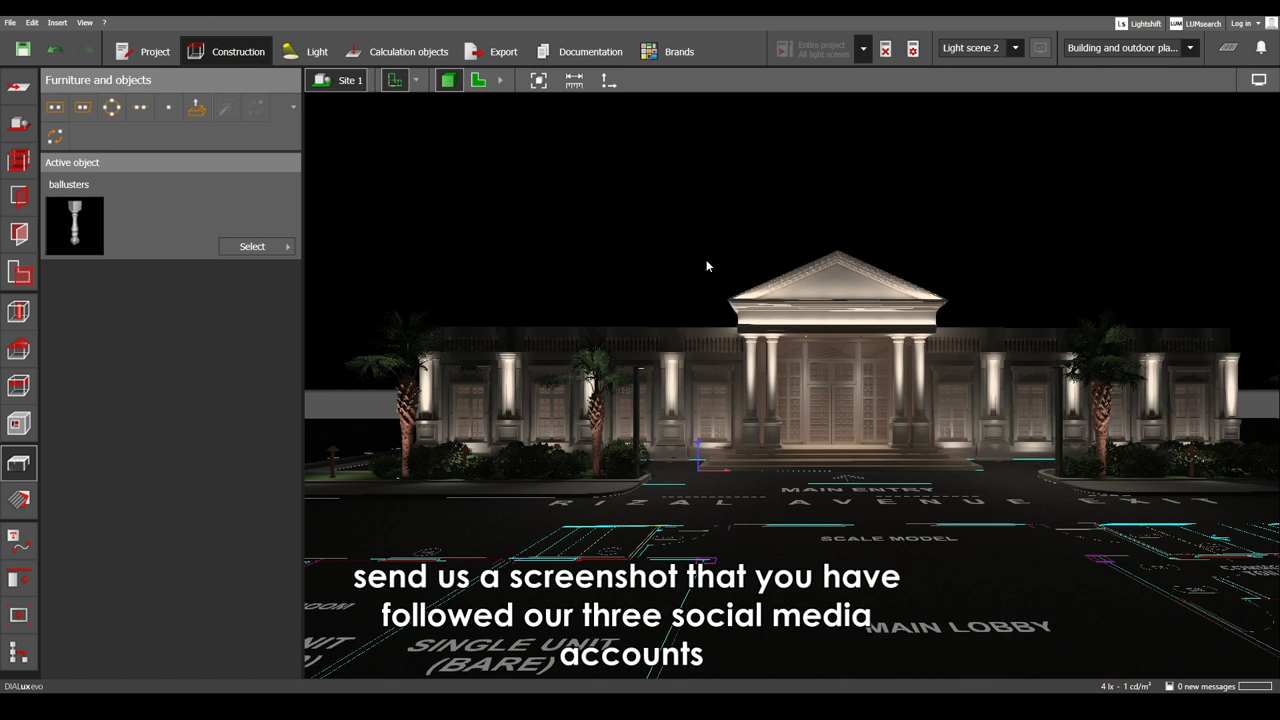 File Edit Insert View ?
Ls Lightshift LUM LUMsearch Log in
Project Construction Light Calculation objects Export Documentation Brands
Entire project
All light scenes
Light scene 2
Building and outdoor pla...
Furniture and objects
Site 1
Active object
ballusters
Select
MAIN ENTRY
RIZAL AVENUE EXIT
SCALE MODEL
send us a screenshot that you have
followed our three social media
accounts
MAIN LOBBY
SINGLE UNIT
(BARE)
UNIT
DIALux evo
4 lx - 1 cd/m²
0 new messages